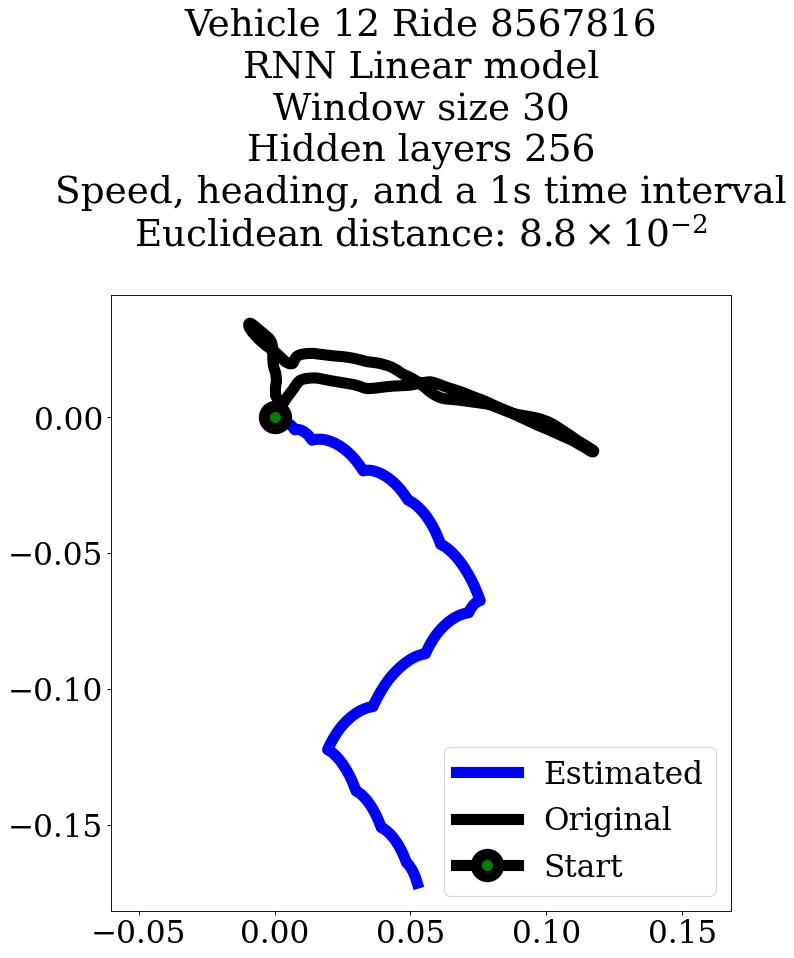 Vehicle 12 Ride 8567816
RNN Linear model
Window size 30
Hidden layers 256
Speed, heading, and a 1s time interval
Euclidean distance: 8.8 × 10⁻²
0.00
−0.05
−0.10
−0.15
Estimated
Original
Start
−0.05 0.00 0.05 0.10 0.15